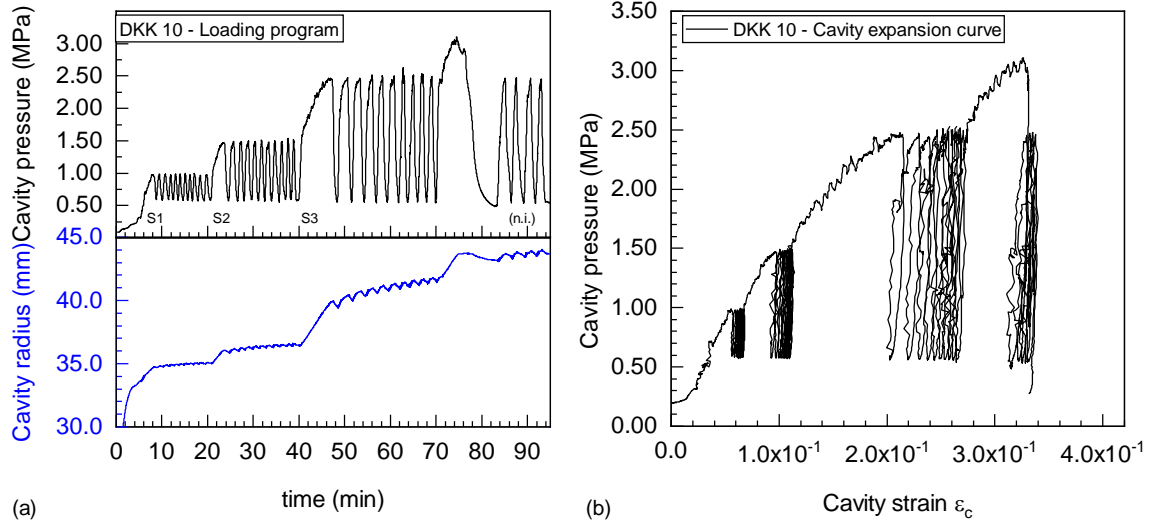 DKK 10 - Loading program
Cavity pressure (MPa)
3.00
2.50
2.00
1.50
1.00
0.50
S1
S2
S3
(n.i.)
Cavity radius (mm)
45.0
40.0
35.0
30.0
0
10
20
30
40
50
60
70
80
90
time (min)
(a)
DKK 10 - Cavity expansion curve
Cavity pressure (MPa)
3.50
3.00
2.50
2.00
1.50
1.00
0.50
0.00
0.0
1.0x10⁻¹
2.0x10⁻¹
3.0x10⁻¹
4.0x10⁻¹
Cavity strain ε_c
(b)